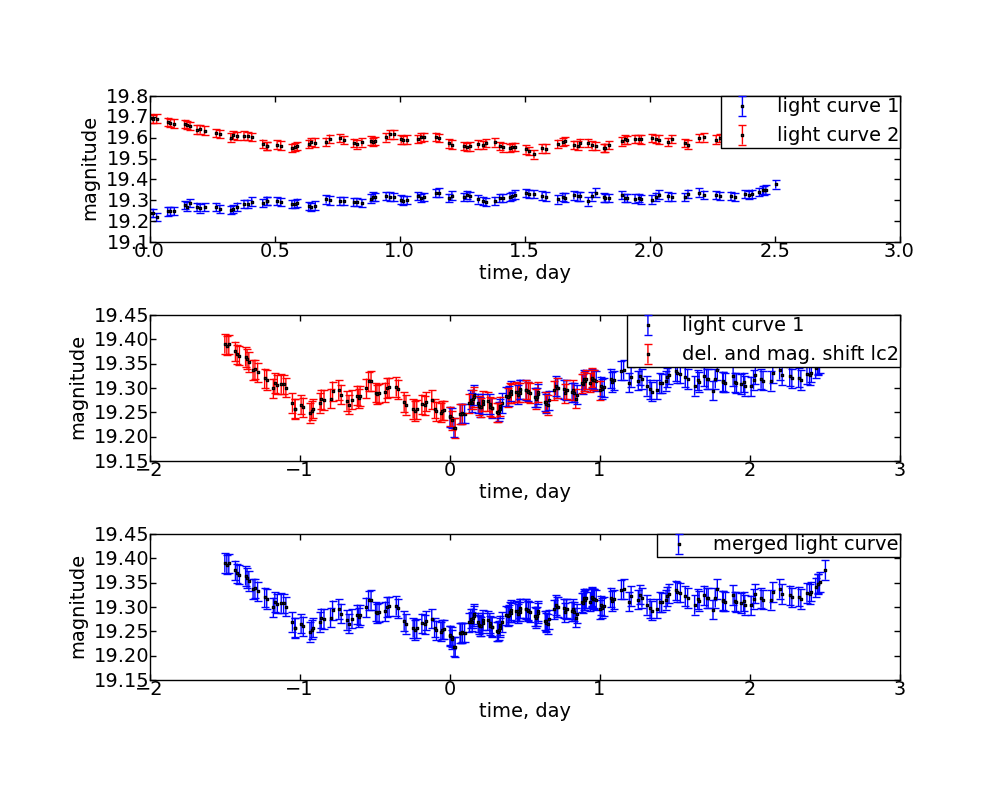 19.8
19.7
19.6
19.5
19.4
19.3
19.2
19.1
magnitude
light curve 1
light curve 2
0.0 0.5 1.0 1.5 2.0 2.5 3.0
time, day
19.45
19.40
19.35
19.30
19.25
19.20
19.15
magnitude
light curve 1
del. and mag. shift lc2
−2 −1 0 1 2 3
time, day
19.45
19.40
19.35
19.30
19.25
19.20
19.15
magnitude
merged light curve
−2 −1 0 1 2 3
time, day